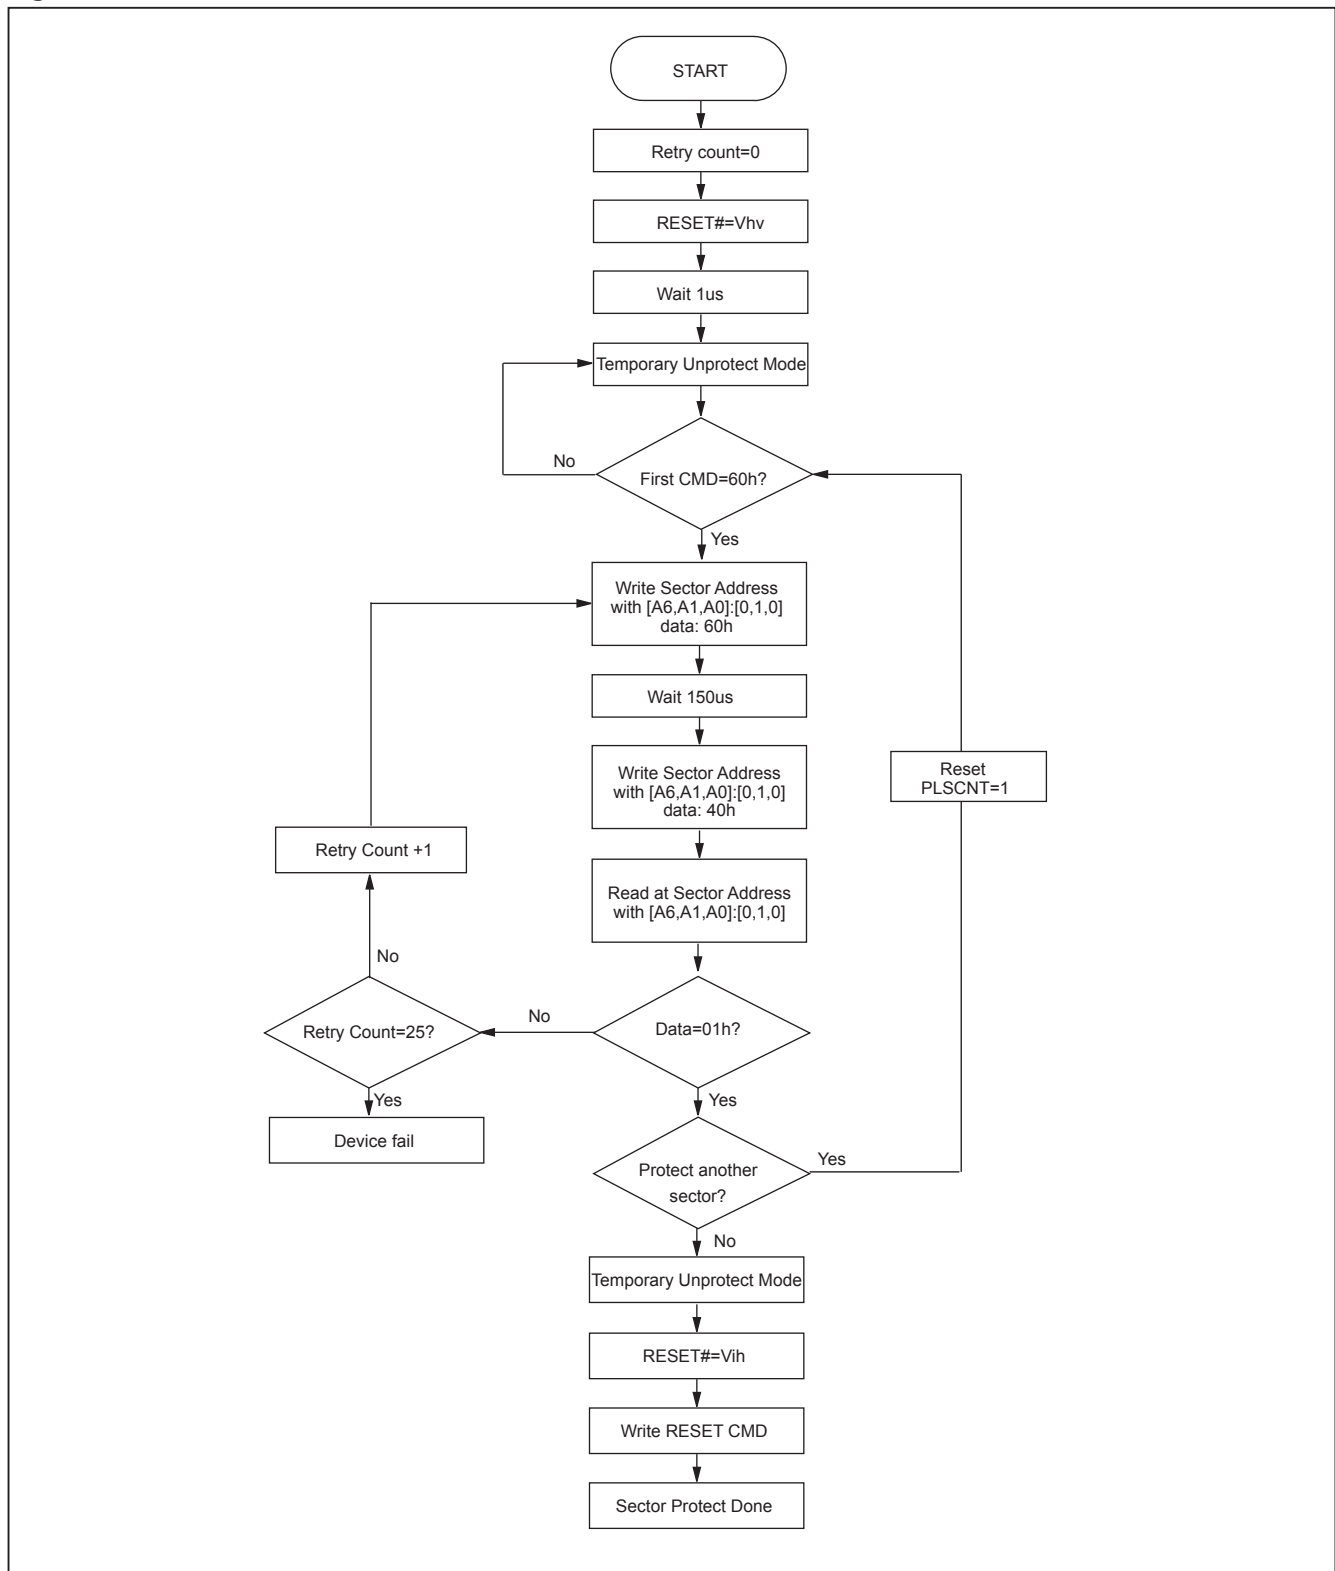 START
Retry count=0
RESET#=Vhv
Wait 1us
Temporary Unprotect Mode
No
First CMD=60h?
Yes
Write Sector Address
with [A6,A1,A0]:[0,1,0]
data: 60h
Wait 150us
Write Sector Address
with [A6,A1,A0]:[0,1,0]
data: 40h
Reset
PLSCNT=1
Retry Count +1
Read at Sector Address
with [A6,A1,A0]:[0,1,0]
No
Retry Count=25?
No
Data=01h?
Yes
Yes
Device fail
Protect another
sector?
Yes
No
Temporary Unprotect Mode
RESET#=Vih
Write RESET CMD
Sector Protect Done